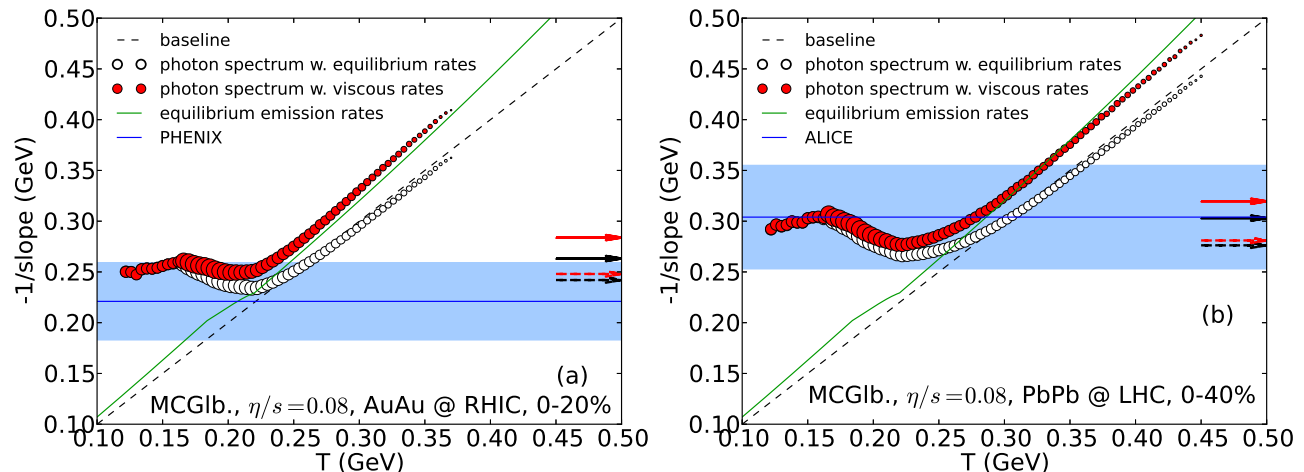 0.50
0.45
0.40
0.35
0.30
0.25
0.20
0.15
0.10
-1/slope (GeV)
baseline
photon spectrum w. equilibrium rates
photon spectrum w. viscous rates
equilibrium emission rates
PHENIX
(a)
MCGlb., η/s=0.08, AuAu @ RHIC, 0-20%
0.10 0.15 0.20 0.25 0.30 0.35 0.40 0.45 0.50
T (GeV)
0.50
0.45
0.40
0.35
0.30
0.25
0.20
0.15
0.10
-1/slope (GeV)
baseline
photon spectrum w. equilibrium rates
photon spectrum w. viscous rates
equilibrium emission rates
ALICE
(b)
MCGlb., η/s=0.08, PbPb @ LHC, 0-40%
0.10 0.15 0.20 0.25 0.30 0.35 0.40 0.45 0.50
T (GeV)